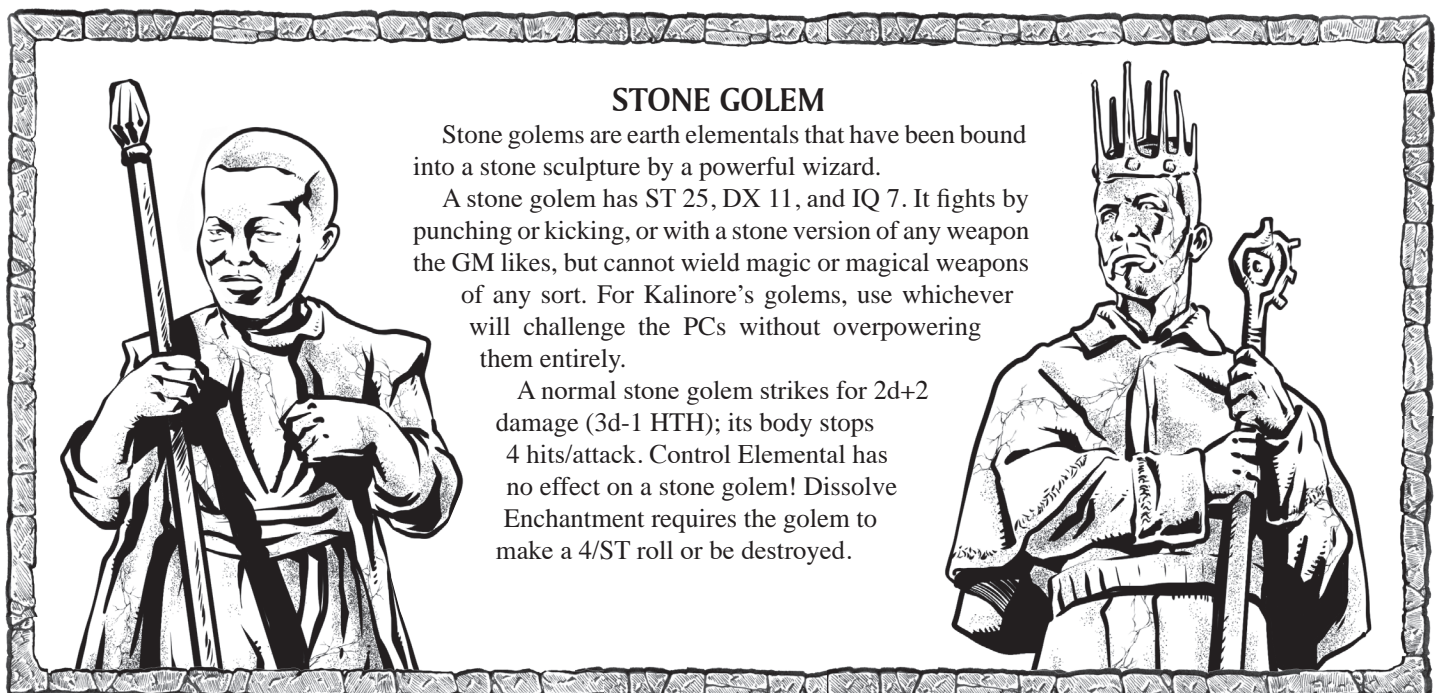 STONE GOLEM
Stone golems are earth elementals that have been bound
into a stone sculpture by a powerful wizard.
A stone golem has ST 25, DX 11, and IQ 7. It fights by
punching or kicking, or with a stone version of any weapon
the GM likes, but cannot wield magic or magical weapons
of any sort. For Kalinore’s golems, use whichever
will challenge the PCs without overpowering
them entirely.
A normal stone golem strikes for 2d+2
damage (3d-1 HTH); its body stops
4 hits/attack. Control Elemental has
no effect on a stone golem! Dissolve
Enchantment requires the golem to
make a 4/ST roll or be destroyed.